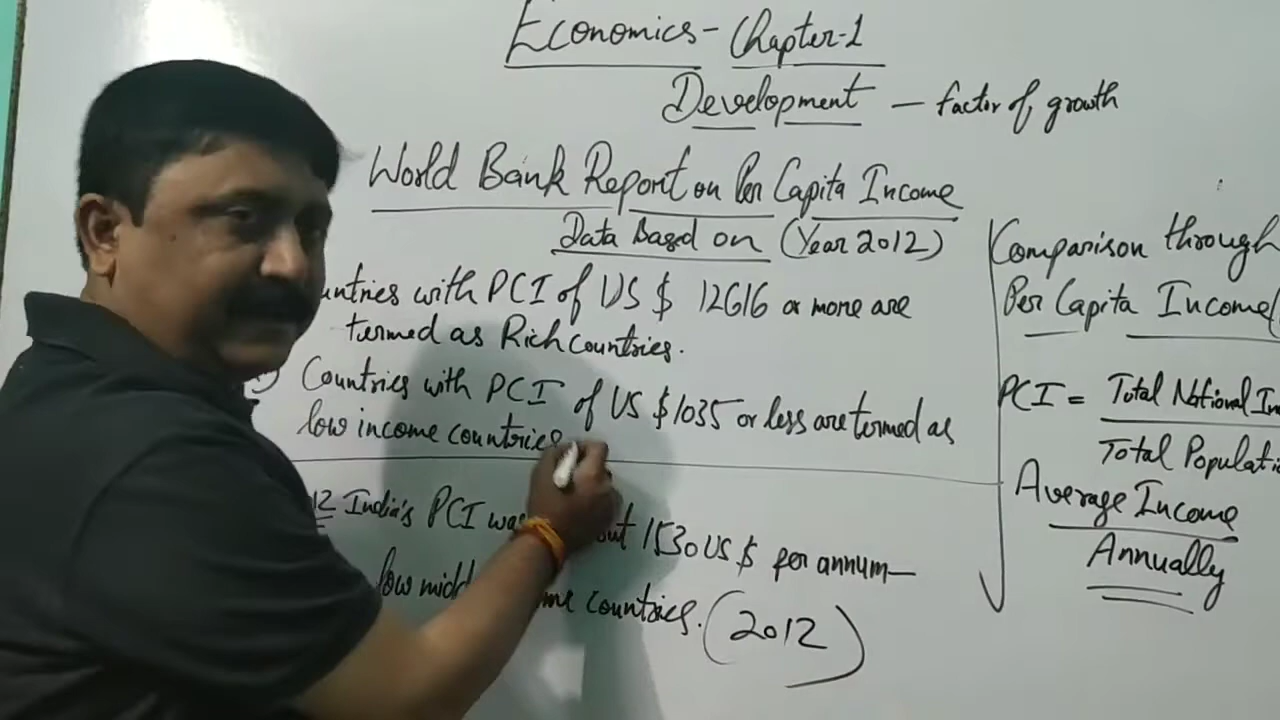 Economics - Chapter-1
Development — factor of growth
World Bank Report on Per Capita Income
Data Based on (Year 2012)
untries with PCI of US $ 12616 or more are
termed as Rich countries.
Countries with PCI of US $1035 or less are termed as
low income countries
12 India's PCI was out 1530 US $ per annum—
low midd me countries. (2012)
Comparison through
Per Capita Income (
PCI = Total National In
Total Populati
Average Income
Annually